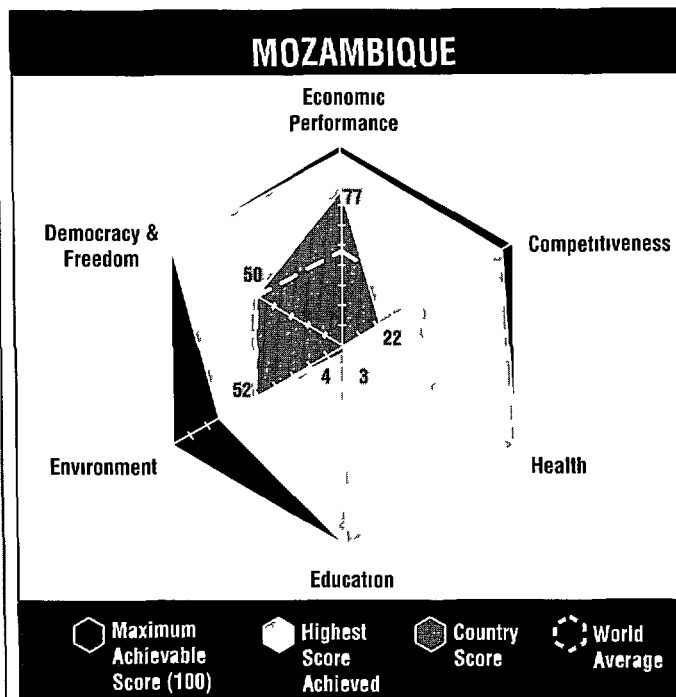 MOZAMBIQUE
Economic
Performance
77
Democracy &
Freedom
Competitiveness
50
22
52
4
3
Environment
Health
Education
Maximum
Achievable
Score (100)
Highest
Score
Achieved
Country
Score
World
Average